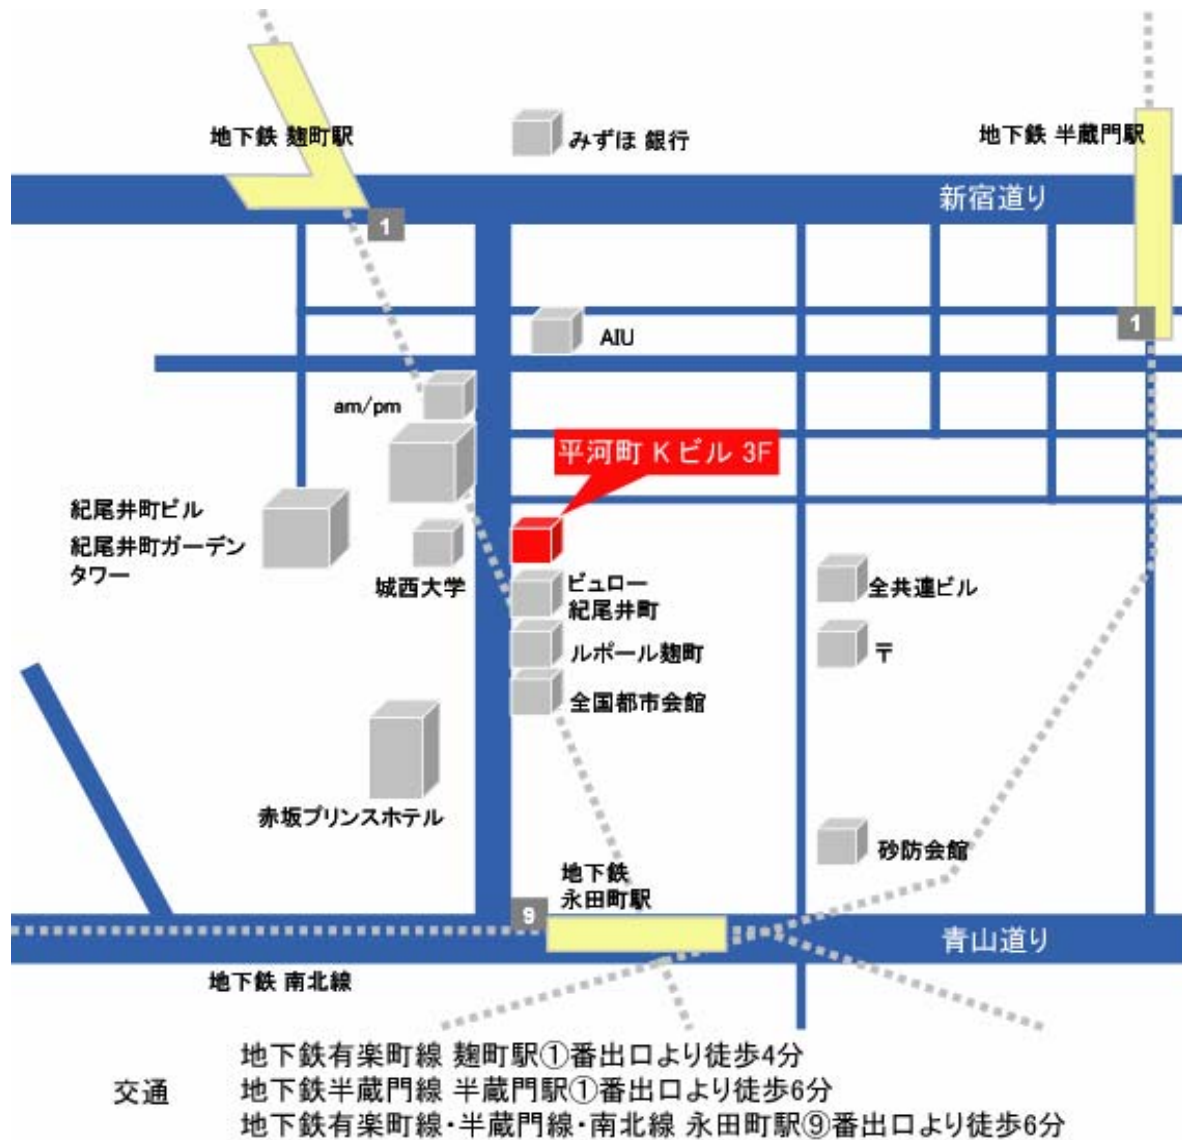 地下鉄 麹町駅
みずほ 銀行
地下鉄 半蔵門駅
新宿道り
1
1
AIU
am/pm
平河町 K ビル 3F
紀尾井町ビル
紀尾井町ガーデン
タワー
城西大学
ビュロー
紀尾井町
全共連ビル
ルポール麹町
〒
全国都市会館
赤坂プリンスホテル
砂防会館
地下鉄
永田町駅
9
青山道り
地下鉄 南北線
地下鉄有楽町線 麹町駅①番出口より徒歩4分
交通 地下鉄半蔵門線 半蔵門駅①番出口より徒歩6分
地下鉄有楽町線・半蔵門線・南北線 永田町駅⑨番出口より徒歩6分